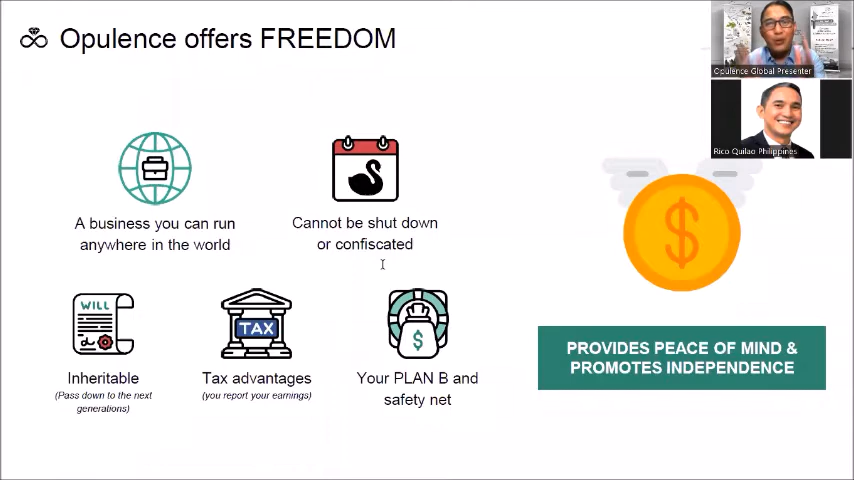 Opulence offers FREEDOM
Opulence Global Presenter
Rico Quilao Philippines
A business you can run
anywhere in the world
Cannot be shut down
or confiscated
WILL
Inheritable
(Pass down to the next
generations)
TAX
Tax advantages
(you report your earnings)
$
Your PLAN B and
safety net
$
PROVIDES PEACE OF MIND &
PROMOTES INDEPENDENCE